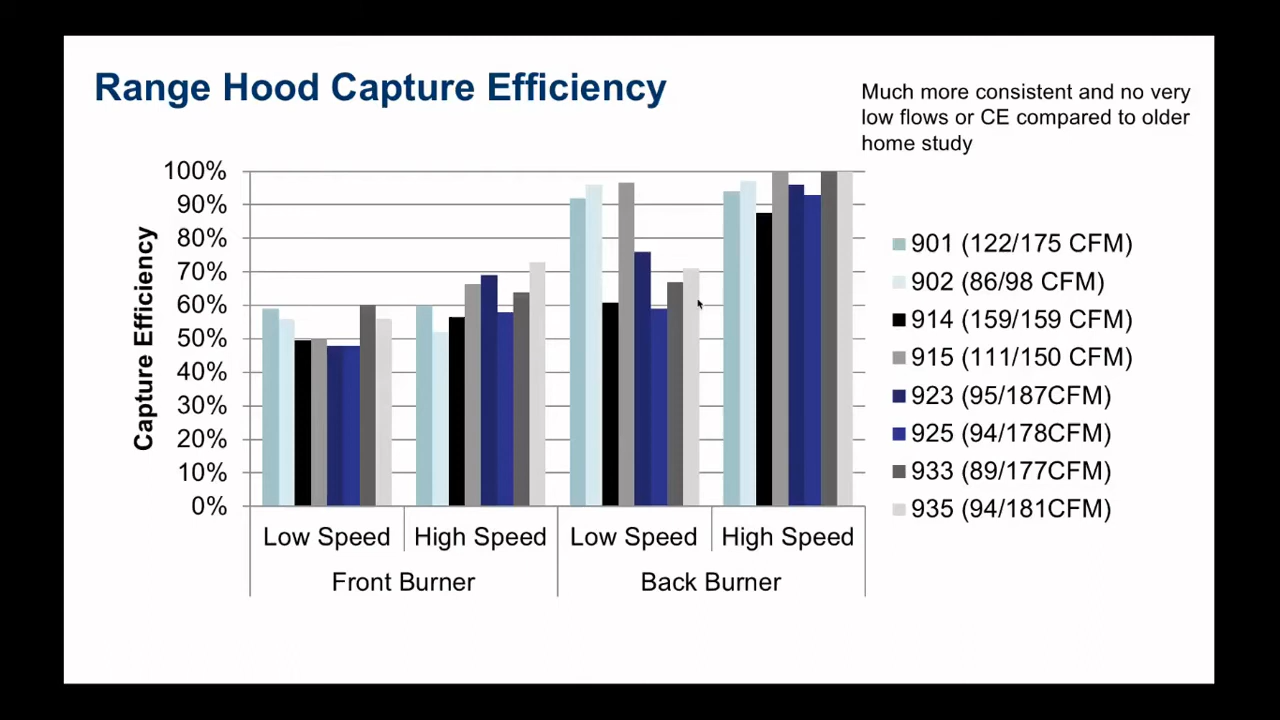 Range Hood Capture Efficiency
Much more consistent and no very
low flows or CE compared to older
home study
Capture Efficiency
100%
90%
80%
70%
60%
50%
40%
30%
20%
10%
0%
Low Speed
High Speed
Low Speed
High Speed
Front Burner
Back Burner
901 (122/175 CFM)
902 (86/98 CFM)
914 (159/159 CFM)
915 (111/150 CFM)
923 (95/187CFM)
925 (94/178CFM)
933 (89/177CFM)
935 (94/181CFM)